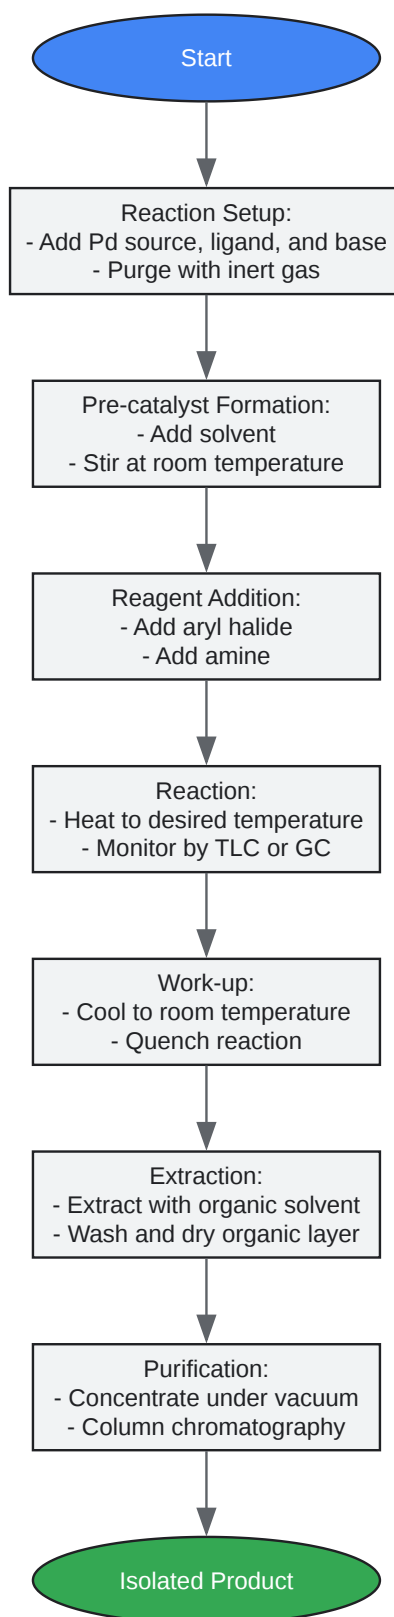 Start
Reaction Setup:
- Add Pd source, ligand, and base
- Purge with inert gas
Pre-catalyst Formation:
- Add solvent
- Stir at room temperature
Reagent Addition:
- Add aryl halide
- Add amine
Reaction:
- Heat to desired temperature
- Monitor by TLC or GC
Work-up:
- Cool to room temperature
- Quench reaction
Extraction:
- Extract with organic solvent
- Wash and dry organic layer
Purification:
- Concentrate under vacuum
- Column chromatography
Isolated Product